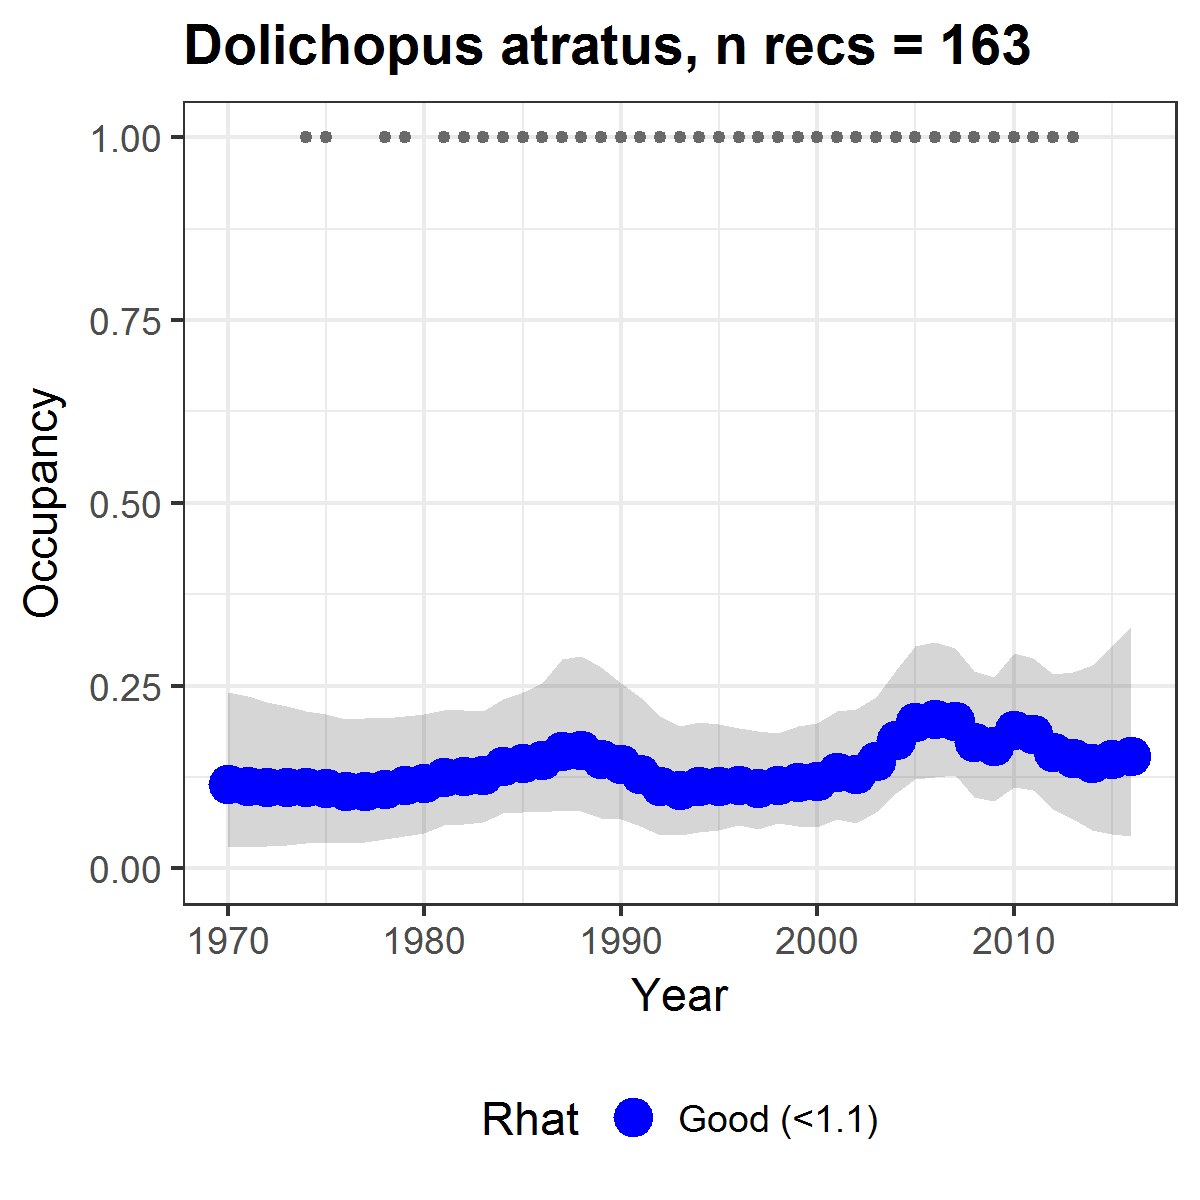 Dolichopus atratus, n recs = 163
1.00
0.75
0.50
0.25
0.00
Occupancy
1970 1980 1990 2000 2010
Year
Rhat Good (<1.1)